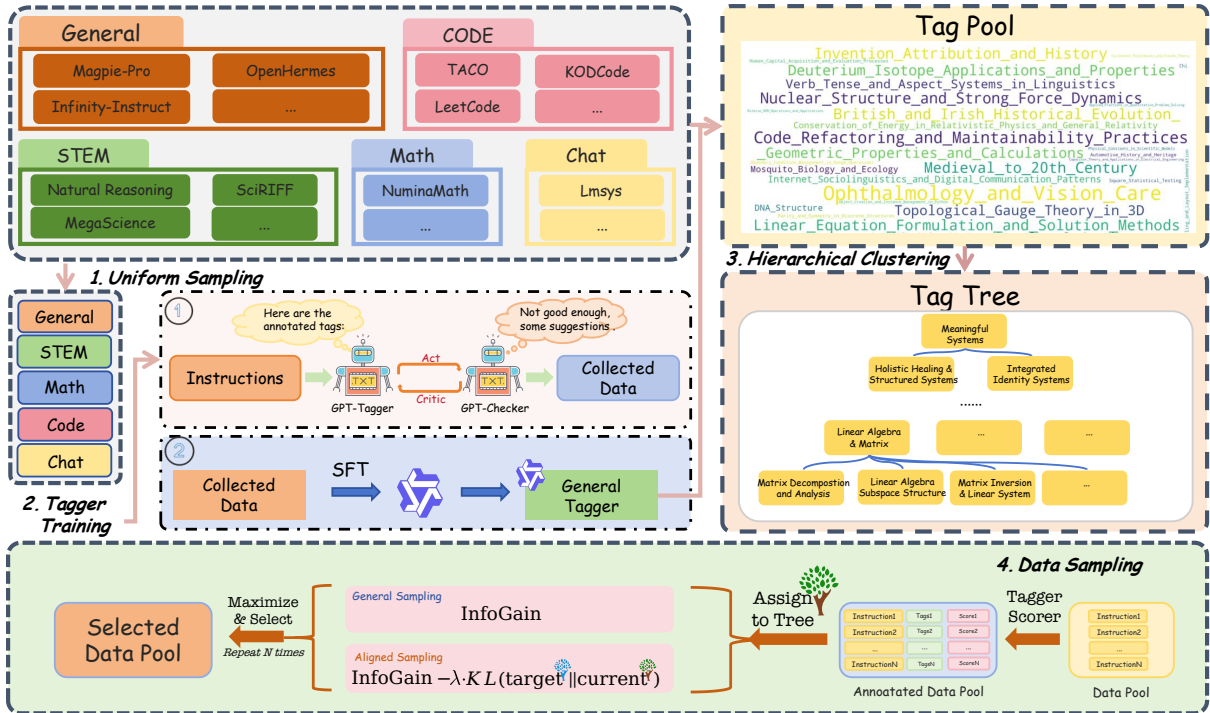 General
Magpie-Pro
OpenHermes
Infinity-Instruct
...
CODE
TACO
KODCode
LeetCode
...
STEM
Natural Reasoning
SciRIFF
MegaScience
...
Math
NuminaMath
...
Chat
Lmsys
...
1. Uniform Sampling
General
STEM
Math
Code
Chat
2. Tagger
Training
1
Here are the
annotated tags:
Not good enough,
some suggestions .
Instructions
.TXT
Act
Critic
.TXT.
Collected
Data
GPT-Tagger
GPT-Checker
2
Collected
Data
SFT
General
Tagger
Tag Pool
Invention_Attribution_and_History
Human_Capital_Acquisition_and_Evaluation_Processes
Deuterium_Isotope_Applications_and_Properties
Verb_Tense_and_Aspect_Systems_in_Linguistics
Nuclear_Structure_and_Strong_Force_Dynamics
British_and_Irish_Historical_Evolution_
Conservation_of_Energy_in_Relativistic_Physics_and_General_Relativity
Code_Refactoring_and_Maintainability_Practices
_Geometric_Properties_and_Calculations
Automotive_History_and_Heritage
Mosquito_Biology_and_Ecology
Medieval_to_20th_Century
Internet_Sociolinguistics_and_Digital_Communication_Patterns
Square_Statistical_Testing
Ophthalmology_and_Vision_Care
DNA_Structure
Topological_Gauge_Theory_in_3D
Linear_Equation_Formulation_and_Solution_Methods
3. Hierarchical Clustering
Tag Tree
Meaningful
Systems
Holistic Healing &
Structured Systems
Integrated
Identity Systems
......
Linear Algebra
& Matrix
...
...
Matrix Decompostion
and Analysis
Linear Algebra
Subspace Structure
Matrix Inversion
& Linear System
...
4. Data Sampling
Selected
Data Pool
Maximize
& Select
Repeat N times
General Sampling
InfoGain
Aligned Sampling
InfoGain −λ·KL(target||current)
Assign
to Tree
Instruction1
Tags1
Score1
Instruction2
Tags2
Score2
...
...
...
InstructionN
TagsN
ScoreN
Annoatated Data Pool
Tagger
Scorer
Instruction1
Instruction2
...
InstructionN
Data Pool